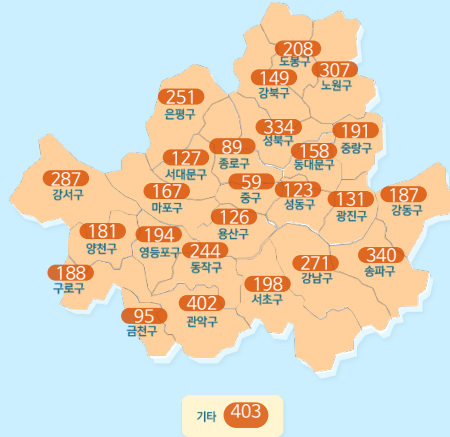 208
도봉구
307
노원구
149
강북구
251
은평구
334
성북구
191
중랑구
89
종로구
158
동대문구
127
서대문구
59
중구
123
성동구
131
광진구
187
강동구
287
강서구
167
마포구
126
용산구
181
양천구
194
영등포구
244
동작구
340
송파구
271
강남구
188
구로구
198
서초구
402
관악구
95
금천구
기타 403